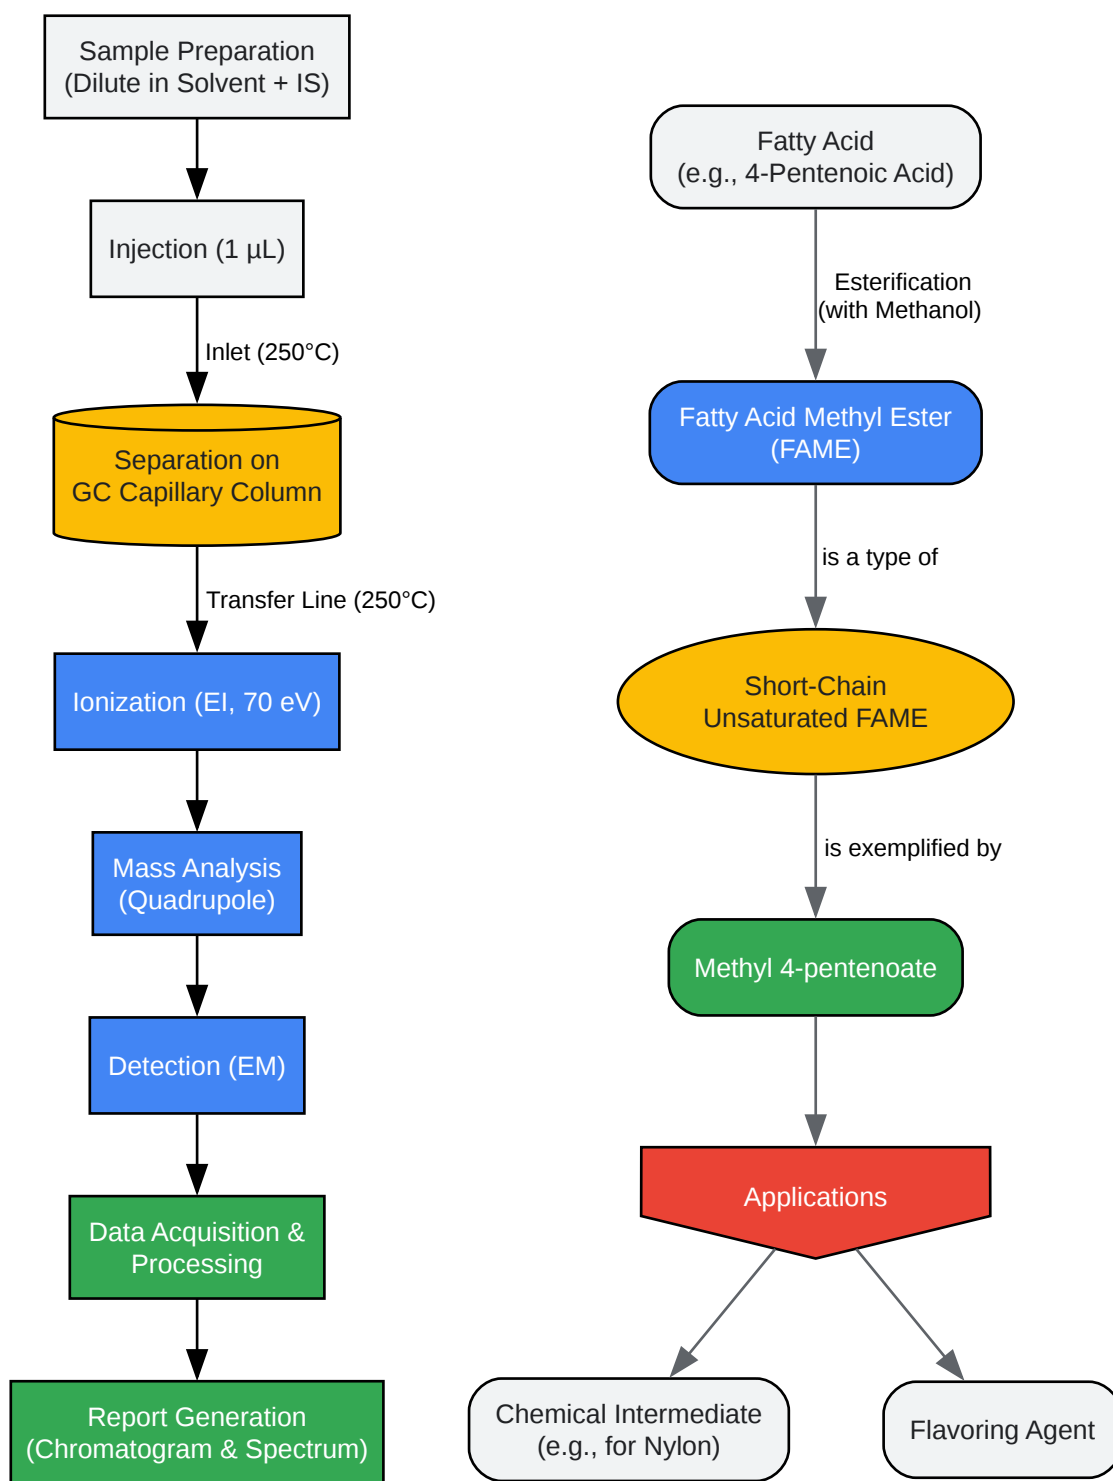 Sample Preparation
(Dilute in Solvent + IS)
Injection (1 µL)
Inlet (250°C)
Separation on
GC Capillary Column
Transfer Line (250°C)
Ionization (EI, 70 eV)
Mass Analysis
(Quadrupole)
Detection (EM)
Data Acquisition &
Processing
Report Generation
(Chromatogram & Spectrum)
Fatty Acid
(e.g., 4-Pentenoic Acid)
Esterification
(with Methanol)
Fatty Acid Methyl Ester
(FAME)
is a type of
Short-Chain
Unsaturated FAME
is exemplified by
Methyl 4-pentenoate
Applications
Chemical Intermediate
(e.g., for Nylon)
Flavoring Agent